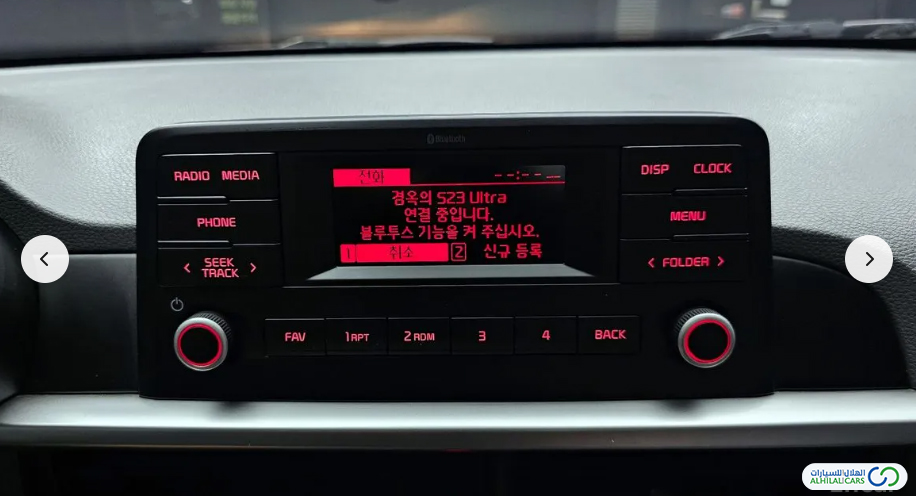 Bluetooth
RADIO MEDIA
PHONE
< SEEK TRACK >
전화
--:-- --
겸옥의 S23 Ultra
연결 중입니다.
블루투스 기능을 켜 주십시오.
1 취소 2 신규 등록
DISP CLOCK
MENU
< FOLDER >
FAV 1 RPT 2 RDM 3 4 BACK
الهلال للسيارات
ALHILALCARS